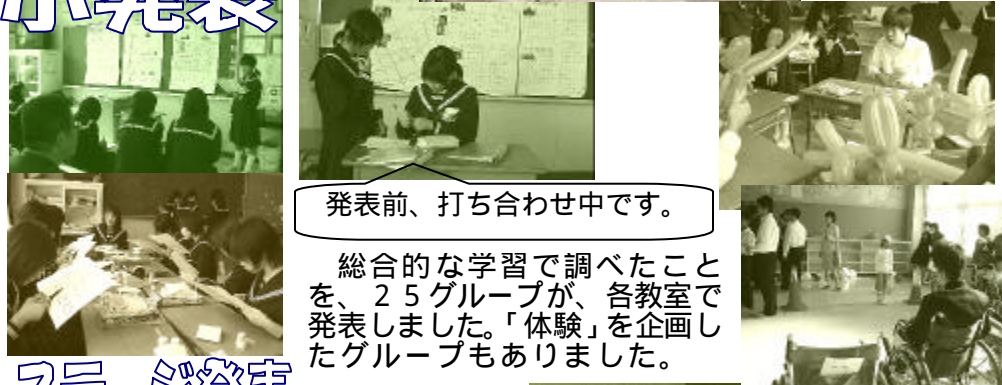 発表前、打ち合わせ中です。
　総合的な学習で調べたこと
を、２５グループが、各教室で
発表しました。「体験」を企画し
たグループもありました。